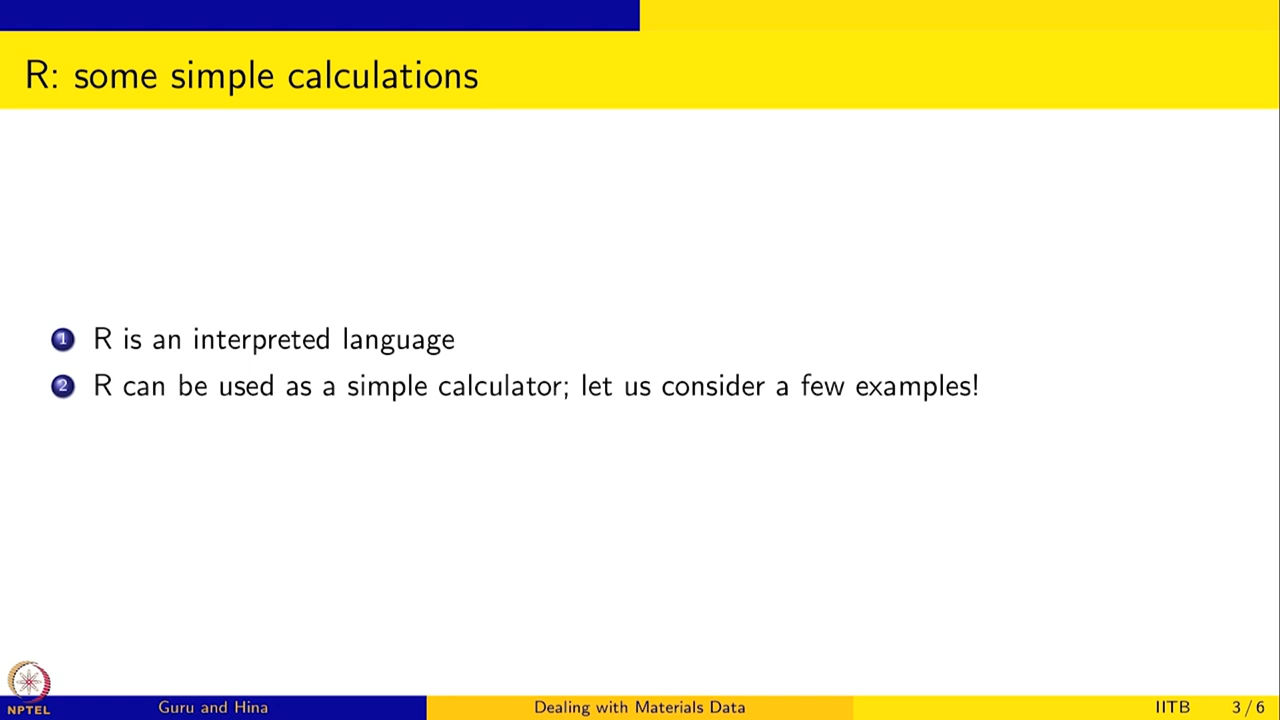 R: some simple calculations
1 R is an interpreted language
2 R can be used as a simple calculator; let us consider a few examples!
NPTEL
Guru and Hina Dealing with Materials Data IITB 3 / 6